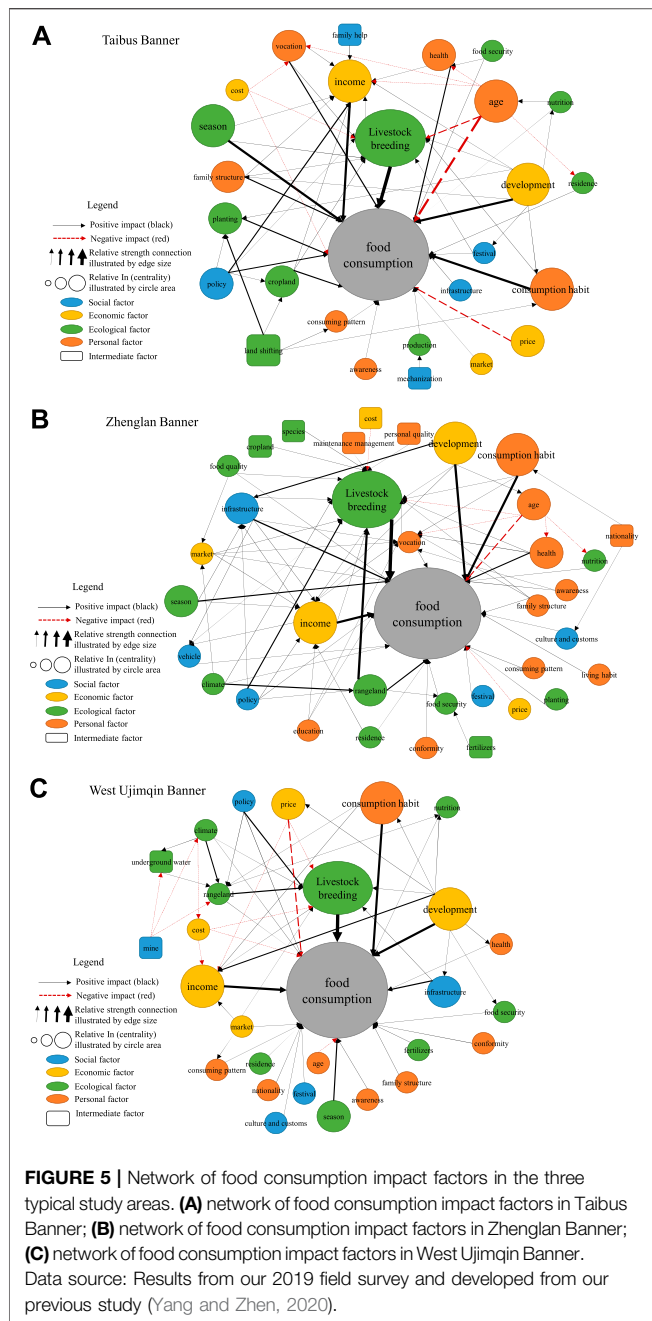 A
Taibus Banner
family help
vocation
health
food security
income
cost
age
nutrition
season
Livestock
breeding
family structure
development
residence
Legend
Positive impact (black)
Negative impact (red)
Relative strength connection
illustrated by edge size
Relative In (centrality)
illustrated by circle area
Social factor
Economic factor
Ecological factor
Personal factor
Intermediate factor
planting
food
consumption
festival
policy
cropland
infrastructure
consumption habit
consuming pattern
land shifting
production
price
awareness
market
mechanization
B
Zhenglan Banner
cost
species
personal quality
cropland
maintenance management
development
consumption habit
food quality
Livestock
breeding
age
infrastructure
nationality
vocation
market
health
nutrition
Legend
Positive impact (black)
Negative impact (red)
Relative strength connection
illustrated by edge size
Relative In (centrality)
illustrated by circle area
Social factor
Economic factor
Ecological factor
Personal factor
Intermediate factor
season
awareness
food
consumption
family structure
income
culture and customs
vehicle
consuming pattern
living habit
climate
rangeland
policy
festival
planting
food security
price
education
residence
conformity
fertilizers
C
West Ujimqin Banner
policy
price
consumption habit
nutrition
climate
underground water
Livestock
breeding
rangeland
development
cost
mine
health
Legend
Positive impact (black)
Negative impact (red)
Relative strength connection
illustrated by edge size
Relative In (centrality)
illustrated by circle area
Social factor
Economic factor
Ecological factor
Personal factor
Intermediate factor
food
consumption
income
infrastructure
food security
market
conformity
consuming pattern
residence
age
fertilizers
nationality
festival
family structure
awareness
season
culture and customs
FIGURE 5 | Network of food consumption impact factors in the three
typical study areas. (A) network of food consumption impact factors in Taibus
Banner; (B) network of food consumption impact factors in Zhenglan Banner;
(C) network of food consumption impact factors in West Ujimqin Banner.
Data source: Results from our 2019 field survey and developed from our
previous study (Yang and Zhen, 2020).